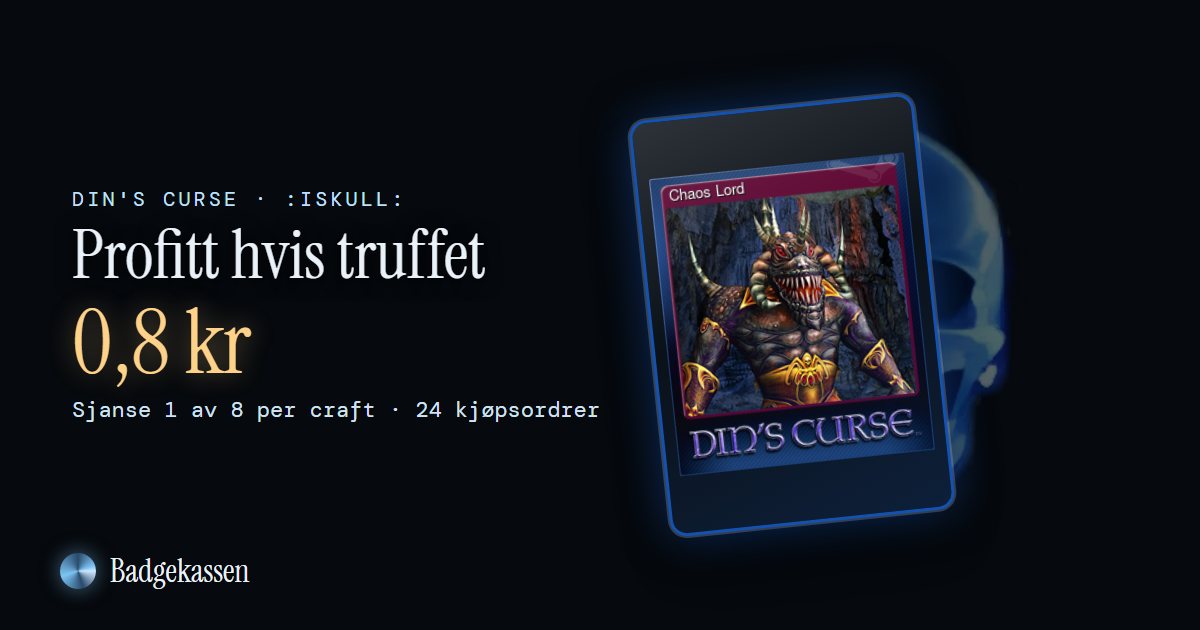 DIN'S CURSE · :ISKULL:
Profitt hvis truffet
0,8 kr
Sjanse 1 av 8 per craft · 24 kjøpsordrer
Chaos Lord
DIN'S CURSE
Badgekassen